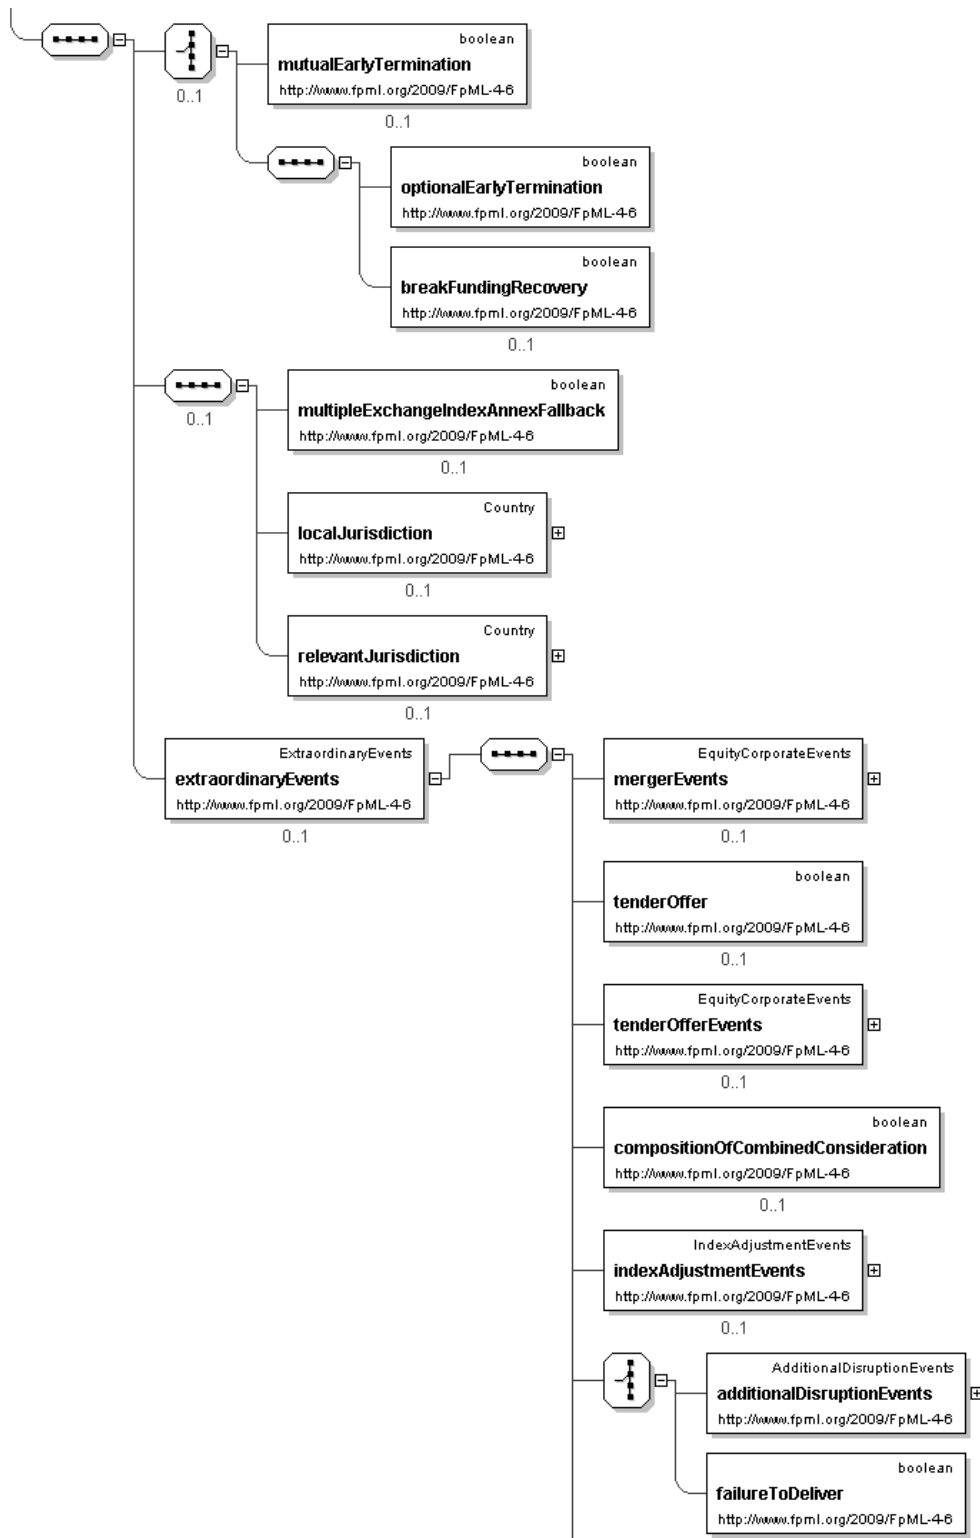 boolean
mutualEarlyTermination
http://www.fpml.org/2009/FpML-4-6
0..1
0..1
boolean
optionalEarlyTermination
http://www.fpml.org/2009/FpML-4-6
boolean
breakFundingRecovery
http://www.fpml.org/2009/FpML-4-6
0..1
boolean
multipleExchangeIndexAnnexFallback
http://www.fpml.org/2009/FpML-4-6
0..1
0..1
Country
localJurisdiction
http://www.fpml.org/2009/FpML-4-6
0..1
Country
relevantJurisdiction
http://www.fpml.org/2009/FpML-4-6
0..1
ExtraordinaryEvents
extraordinaryEvents
http://www.fpml.org/2009/FpML-4-6
0..1
EquityCorporateEvents
mergerEvents
http://www.fpml.org/2009/FpML-4-6
0..1
boolean
tenderOffer
http://www.fpml.org/2009/FpML-4-6
0..1
EquityCorporateEvents
tenderOfferEvents
http://www.fpml.org/2009/FpML-4-6
0..1
boolean
compositionOfCombinedConsideration
http://www.fpml.org/2009/FpML-4-6
0..1
IndexAdjustmentEvents
indexAdjustmentEvents
http://www.fpml.org/2009/FpML-4-6
0..1
AdditionalDisruptionEvents
additionalDisruptionEvents
http://www.fpml.org/2009/FpML-4-6
boolean
failureToDeliver
http://www.fpml.org/2009/FpML-4-6